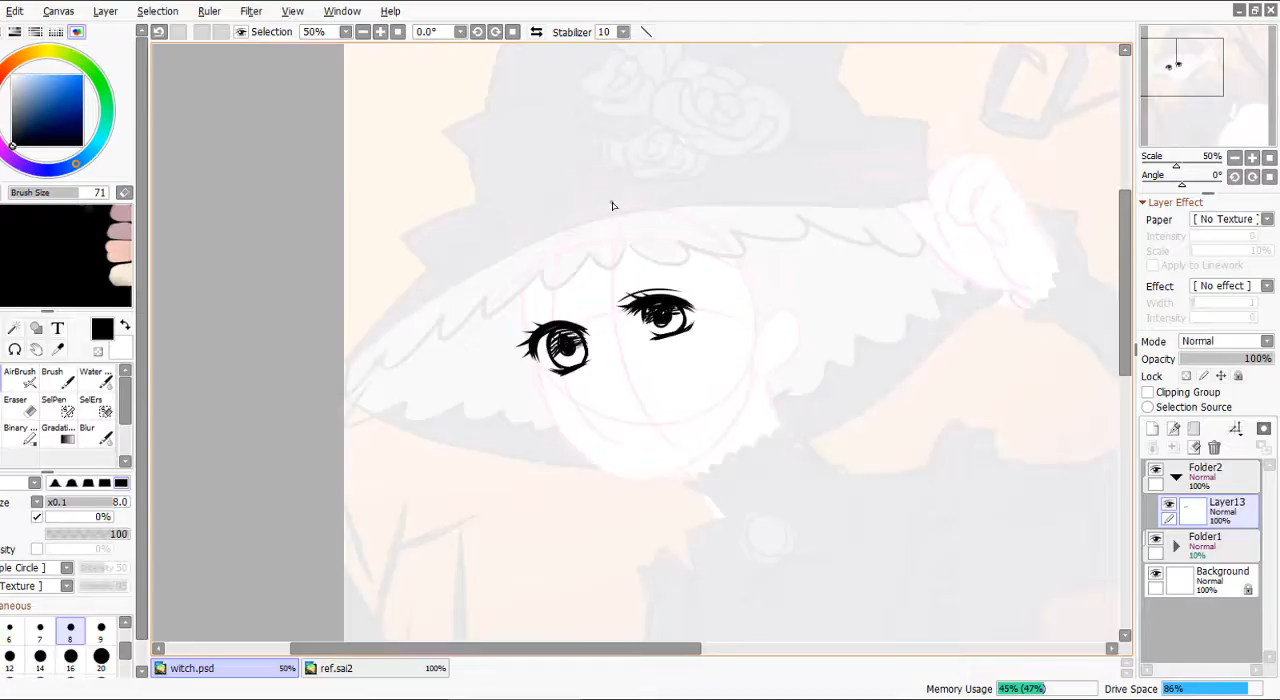 Edit Canvas Layer Selection Ruler Filter View Window Help
Selection 50% 0.0° Stabilizer 10
Scale 50%
Angle 0°
Brush Size 71
Layer Effect
Paper [ No Texture ]
Intensity 0
Scale 10%
Apply to Linework
Effect [ No effect ]
Width 1
Intensity
Mode Normal
Opacity 100%
Lock
Clipping Group
Selection Source
T
AirBrush Brush Water ...
Eraser SelPen SelErs
Binary ... Gradati... Blur
x0.1 8.0
0%
100
0%
6 7 8 9
12 14 16 20
Folder2
Normal
100%
Layer13
Normal
100%
Folder1
Normal
10%
Background
Normal
100%
witch.psd 50% ref.sai2 100%
Memory Usage 45% (47%) Drive Space 86%